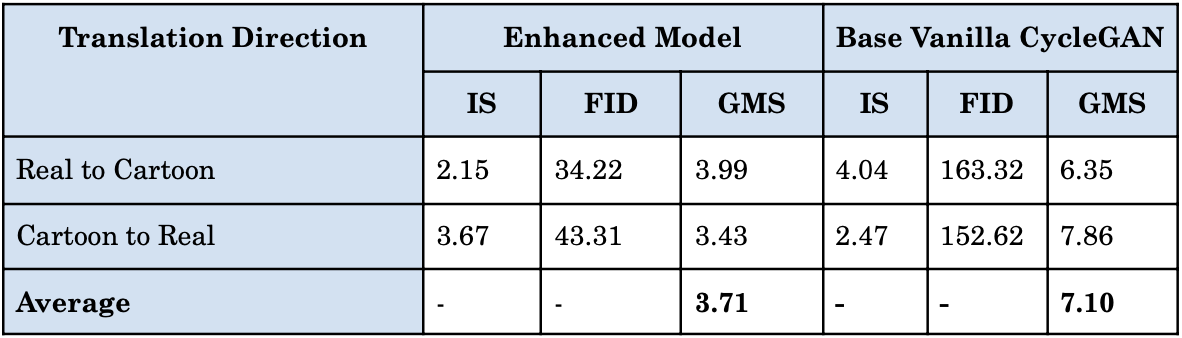 Translation Direction Enhanced Model Base Vanilla CycleGAN
IS FID GMS IS FID GMS
Real to Cartoon 2.15 34.22 3.99 4.04 163.32 6.35
Cartoon to Real 3.67 43.31 3.43 2.47 152.62 7.86
Average - - 3.71 - - 7.10